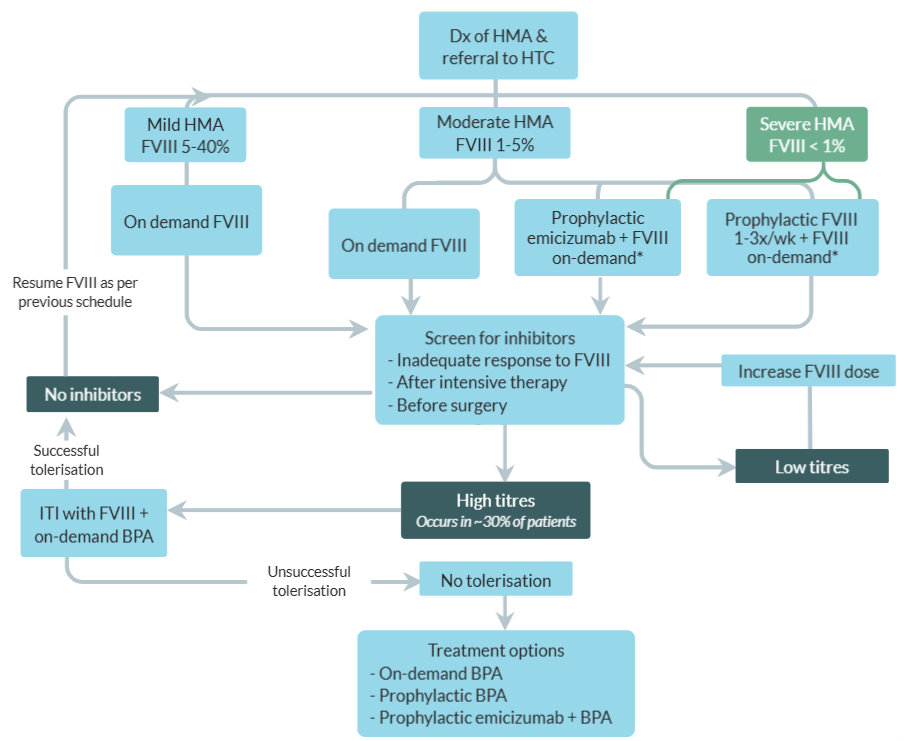 Dx of HMA &
referral to HTC
Mild HMA
FVIII 5-40%
Moderate HMA
FVIII 1-5%
Severe HMA
FVIII < 1%
On demand FVIII
On demand FVIII
Prophylactic
emicizumab + FVIII
on-demand*
Prophylactic FVIII
1-3x/wk + FVIII
on-demand*
Resume FVIII as per
previous schedule
Screen for inhibitors
- Inadequate response to FVIII
- After intensive therapy
- Before surgery
Increase FVIII dose
No inhibitors
Low titres
Successful
tolerisation
High titres
Occurs in ~30% of patients
ITI with FVIII +
on-demand BPA
Unsuccessful
tolerisation
No tolerisation
Treatment options
- On-demand BPA
- Prophylactic BPA
- Prophylactic emicizumab + BPA